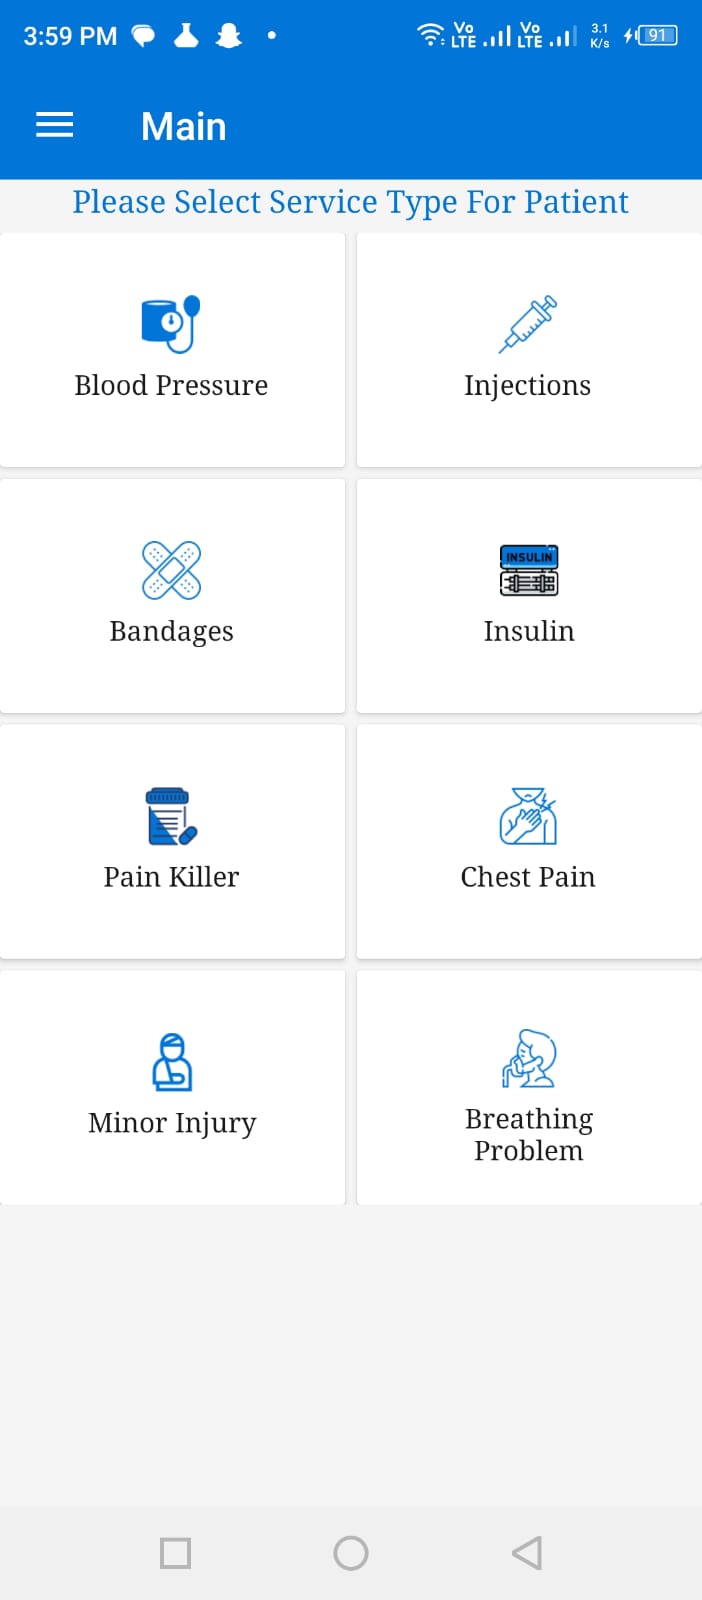 3:59 PM
Vo LTE Vo LTE 3.1 K/s 91
Main
Please Select Service Type For Patient
Blood Pressure
Injections
Bandages
INSULIN
Insulin
Pain Killer
Chest Pain
Minor Injury
Breathing
Problem